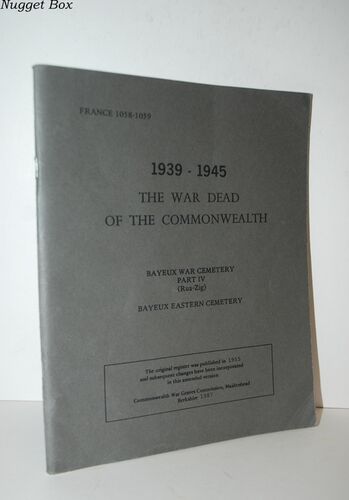 Nugget Box
FRANCE 1058-1059
1939 - 1945
THE WAR DEAD
OF THE COMMONWEALTH
BAYEUX WAR CEMETERY
PART IV
(Rua-Zig)
BAYEUX EASTERN CEMETERY
The original register was published in 1955
and subsequent changes have been incorporated
in this amended version
Commonwealth War Graves Commission, Maidenhead
Berkshire 1987